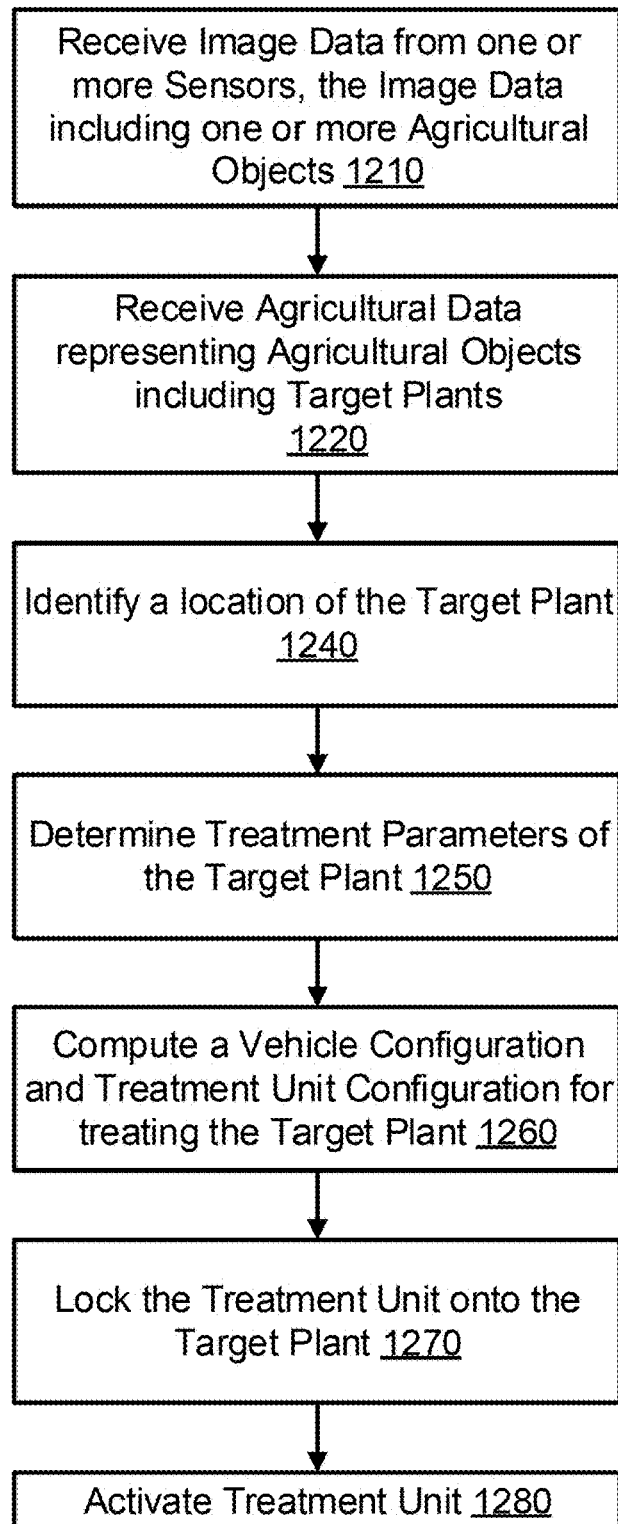 Receive Image Data from one or
more Sensors, the Image Data
including one or more Agricultural
Objects 1210
Receive Agricultural Data
representing Agricultural Objects
including Target Plants
1220
Identify a location of the Target Plant
1240
Determine Treatment Parameters of
the Target Plant 1250
Compute a Vehicle Configuration
and Treatment Unit Configuration for
treating the Target Plant 1260
Lock the Treatment Unit onto the
Target Plant 1270
Activate Treatment Unit 1280